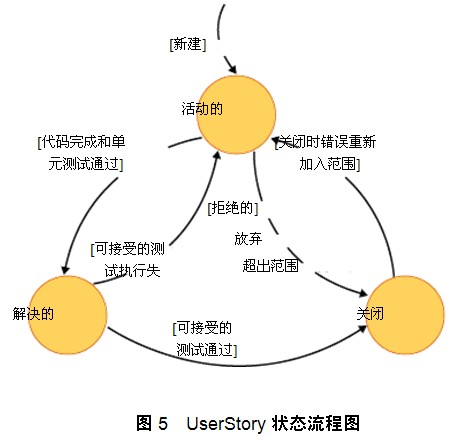 [新建]
活动的
[代码完成和单
元测试通过]
[关闭时错误重新
加入范围]
[拒绝的]
放弃
超出范围
[可接受的测
试执行失
解决的
关闭
[可接受的
测试通过]
图 5 UserStory 状态流程图